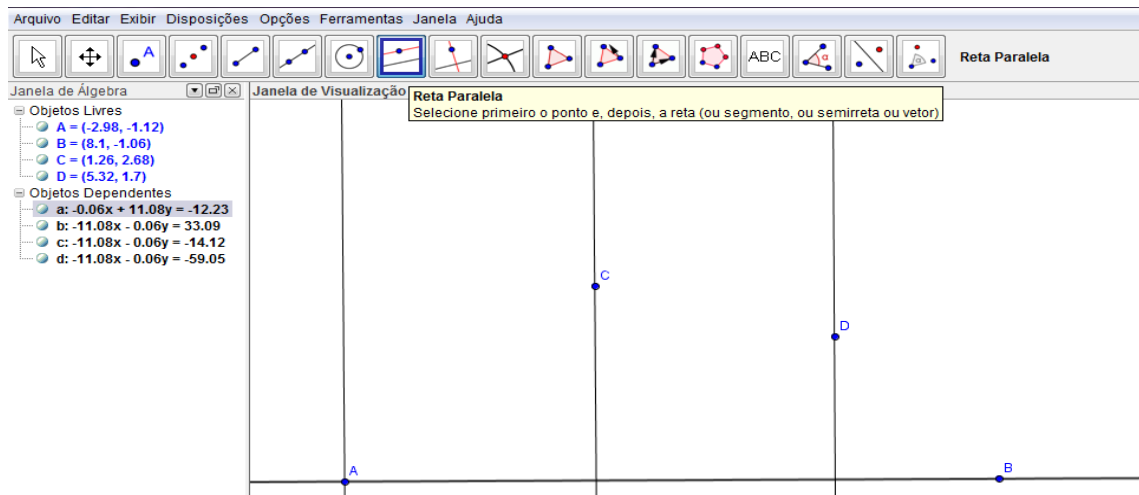 Arquivo Editar Exibir Disposições Opções Ferramentas Janela Ajuda
A
ABC
α
Reta Paralela
Janela de Álgebra
Janela de Visualização
Reta Paralela
Selecione primeiro o ponto e, depois, a reta (ou segmento, ou semirreta ou vetor)
Objetos Livres
A = (-2.98, -1.12)
B = (8.1, -1.06)
C = (1.26, 2.68)
D = (5.32, 1.7)
Objetos Dependentes
a: -0.06x + 11.08y = -12.23
b: -11.08x - 0.06y = 33.09
c: -11.08x - 0.06y = -14.12
d: -11.08x - 0.06y = -59.05
C
D
A
B